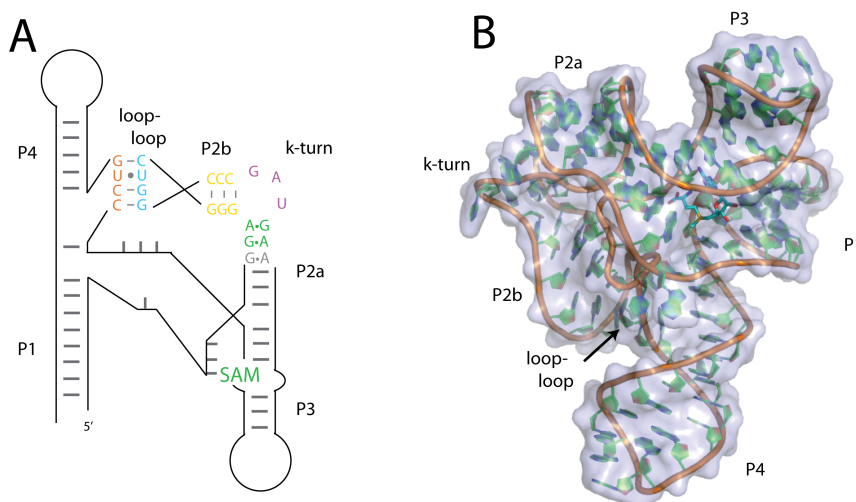 A
P4
loop-
loop
P2b
k-turn
G – C
U • U
C – G
C – G
CCC
GGG
G
A
U
A•G
G•A
G•A
P2a
P1
SAM
P3
5′
B
P3
P2a
k-turn
P
P2b
loop-
loop
P4